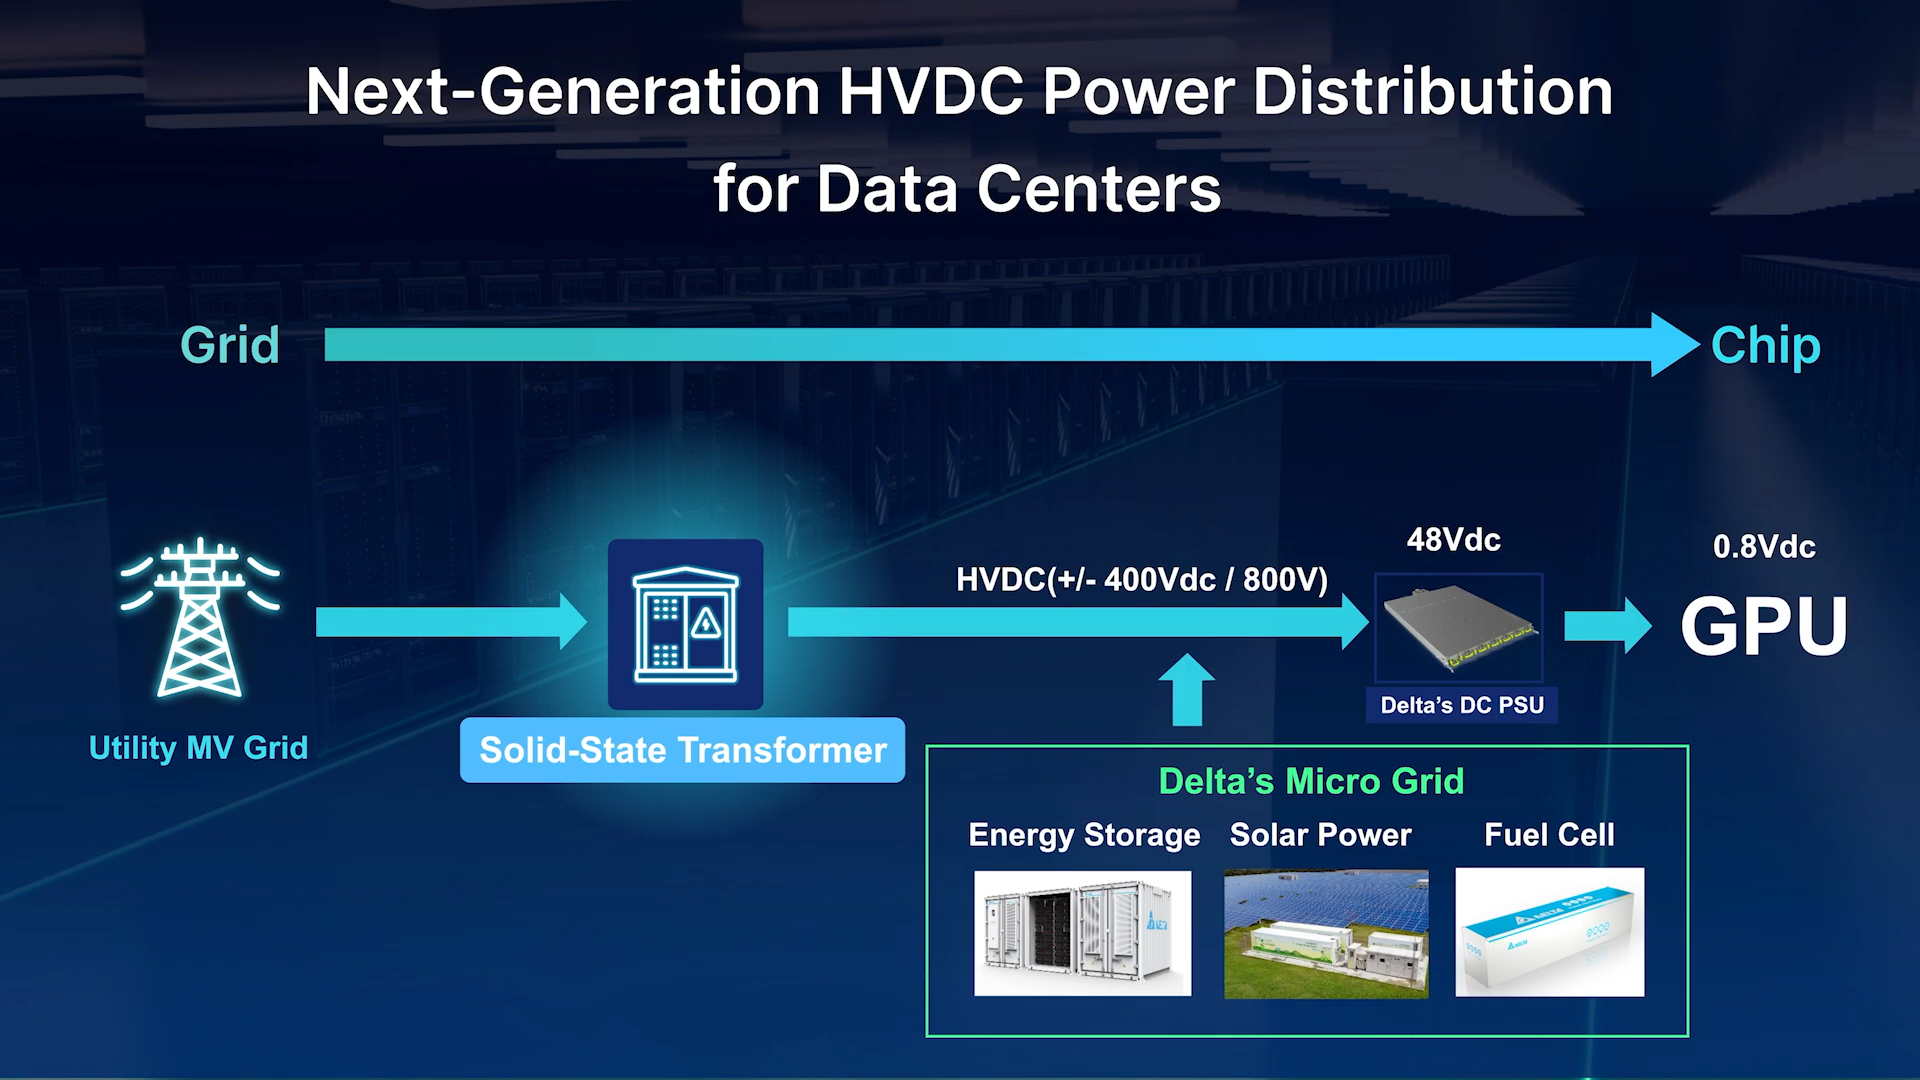 Next-Generation HVDC Power Distribution
for Data Centers
Grid
Chip
Utility MV Grid
Solid-State Transformer
HVDC(+/- 400Vdc / 800V)
48Vdc
Delta's DC PSU
0.8Vdc
GPU
Delta's Micro Grid
Energy Storage
Solar Power
Fuel Cell